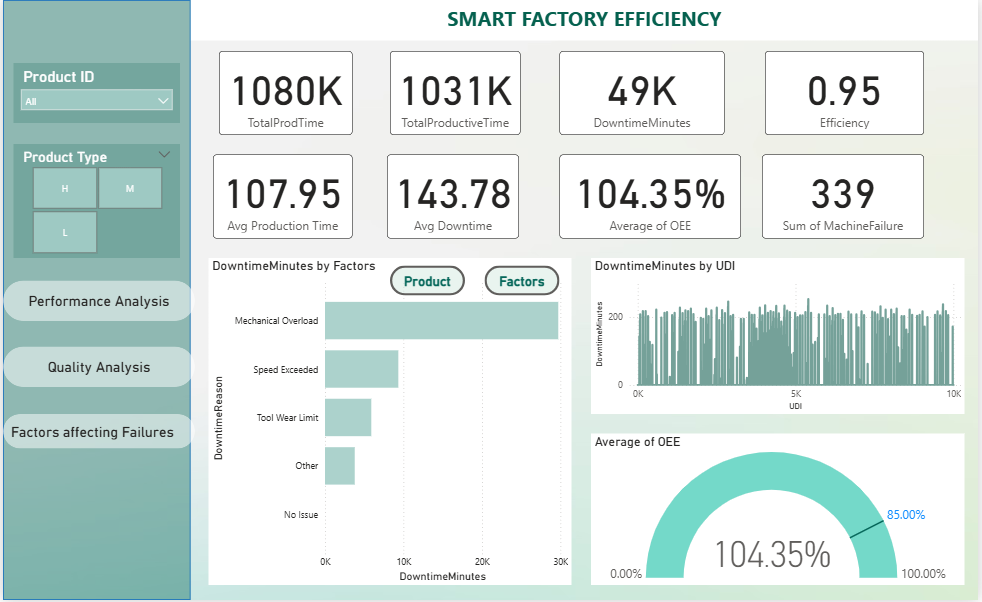 SMART FACTORY EFFICIENCY
Product ID
All
Product Type
H
M
L
Performance Analysis
Quality Analysis
Factors affecting Failures
1080K
TotalProdTime
1031K
TotalProductiveTime
49K
DowntimeMinutes
0.95
Efficiency
107.95
Avg Production Time
143.78
Avg Downtime
104.35%
Average of OEE
339
Sum of MachineFailure
DowntimeMinutes by Factors
Product
Factors
DowntimeReason
Mechanical Overload
Speed Exceeded
Tool Wear Limit
Other
No Issue
0K
10K
20K
30K
DowntimeMinutes
DowntimeMinutes by UDI
DowntimeMinutes
200
0
0K
5K
10K
UDI
Average of OEE
85.00%
104.35%
0.00%
100.00%